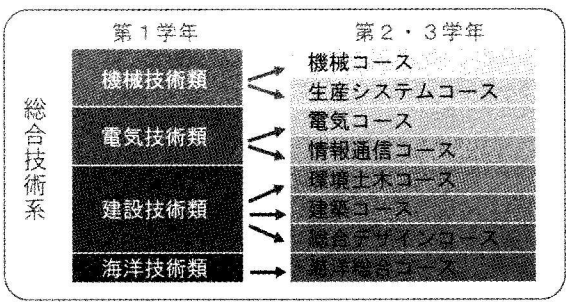 第1学年
第2・3学年
総合技術系
機械技術類
電気技術類
建設技術類
海洋技術類
機械コース
生産システムコース
電気コース
情報通信コース
環境土木コース
建築コース
総合デザインコース
海洋総合コース